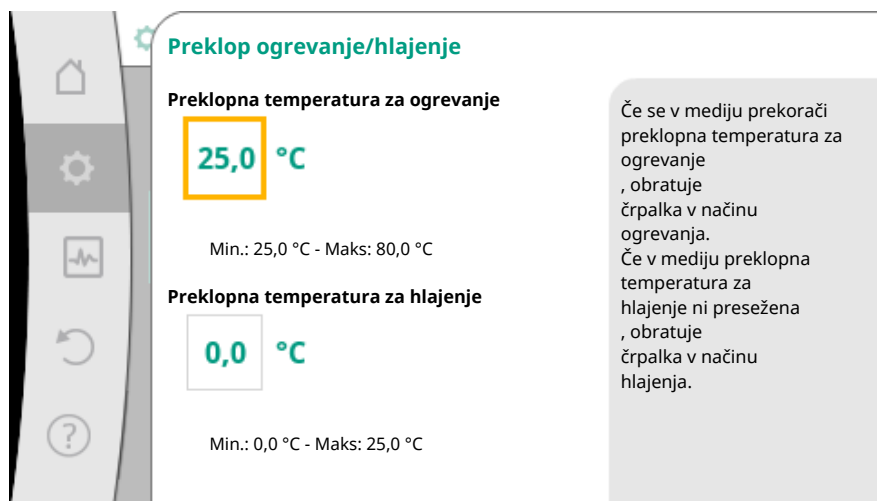 Preklop ogrevanje/hlajenje
Preklopna temperatura za ogrevanje
25,0 °C
Min.: 25,0 °C - Maks: 80,0 °C
Preklopna temperatura za hlajenje
0,0 °C
Min.: 0,0 °C - Maks: 25,0 °C
Če se v mediju prekorači
preklopna temperatura za
ogrevanje
, obratuje
črpalka v načinu
ogrevanja.
Če v mediju preklopna
temperatura za
hlajenje ni presežena
, obratuje
črpalka v načinu
hlajenja.
?